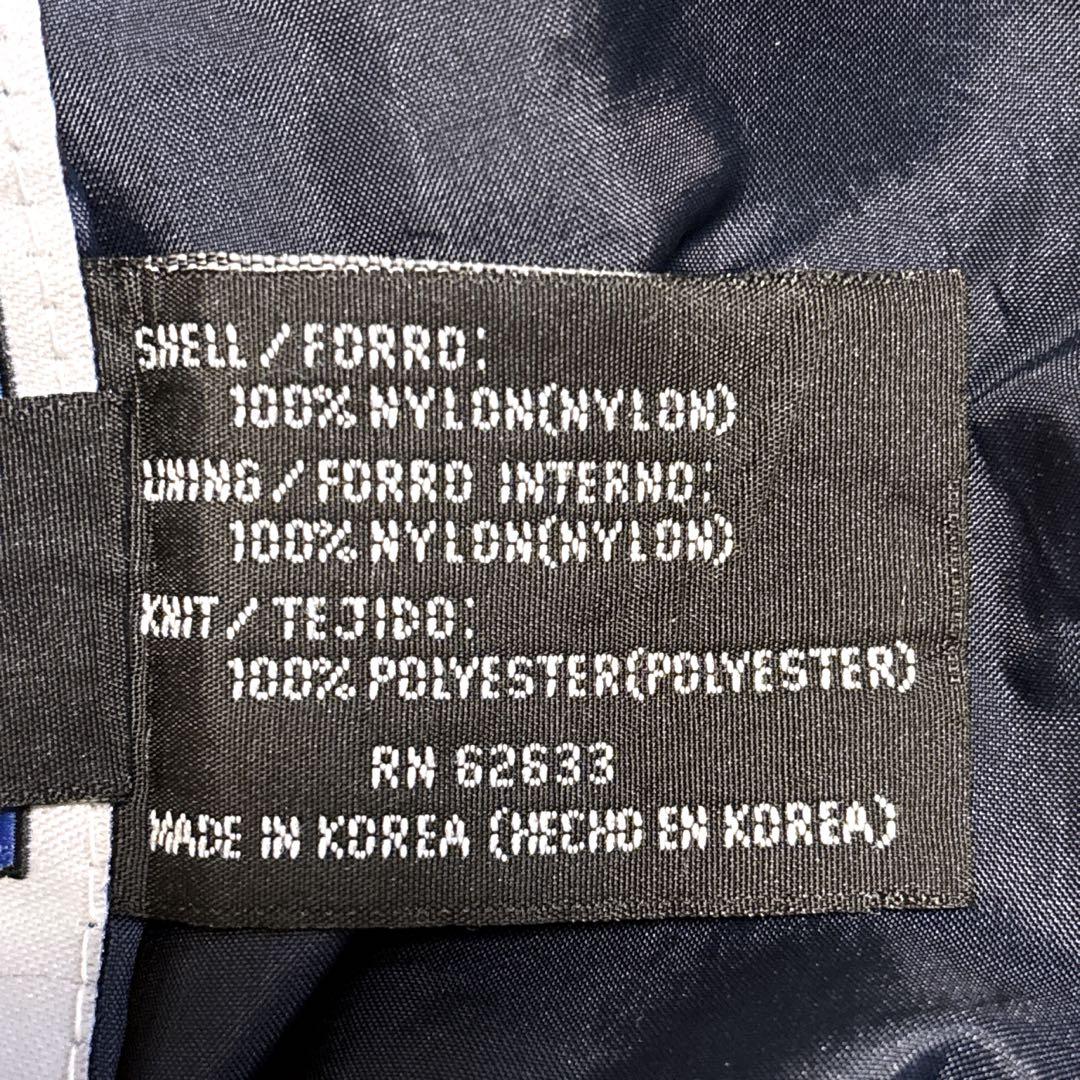 SHELL / FORRO:
100% NYLON(NYLON)
LINING / FORRO INTERNO:
100% NYLON(NYLON)
KNIT / TEJIDO:
100% POLYESTER(POLYESTER)
RN 62633
MADE IN KOREA (HECHO EN KOREA)